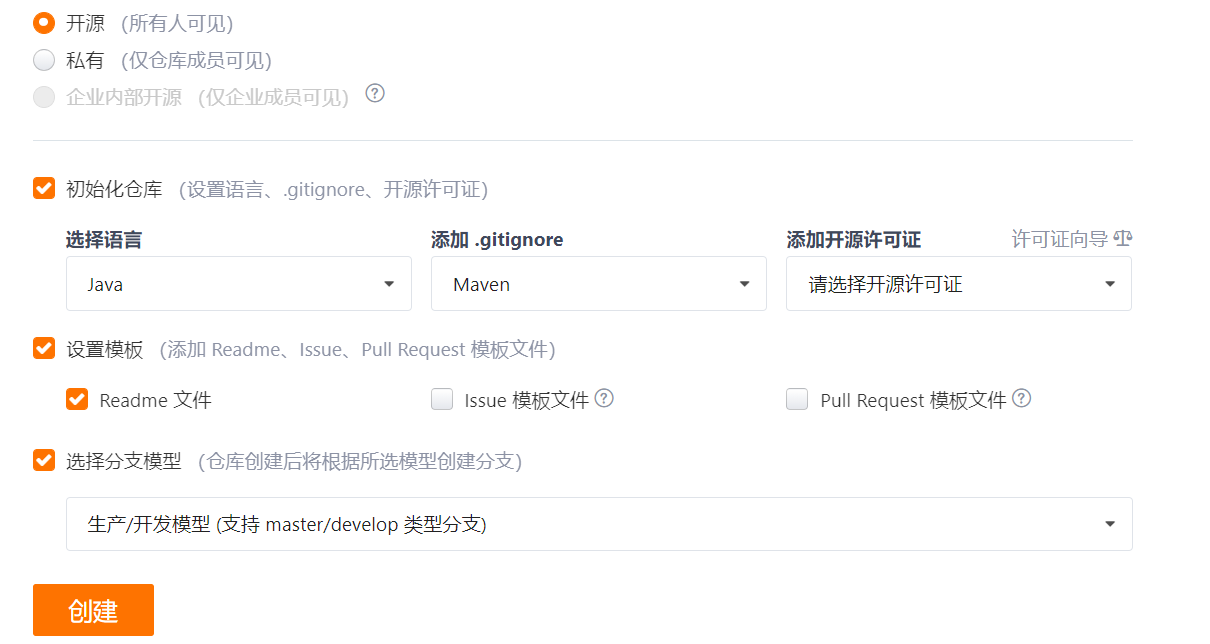 开源 (所有人可见)
私有 (仅仓库成员可见)
企业内部开源 (仅企业成员可见) ?
初始化仓库 (设置语言、.gitignore、开源许可证)
选择语言 添加 .gitignore 添加开源许可证 许可证向导
Java Maven 请选择开源许可证
设置模板 (添加 Readme、Issue、Pull Request 模板文件)
Readme 文件 Issue 模板文件 ? Pull Request 模板文件 ?
选择分支模型 (仓库创建后将根据所选模型创建分支)
生产/开发模型 (支持 master/develop 类型分支)
创建